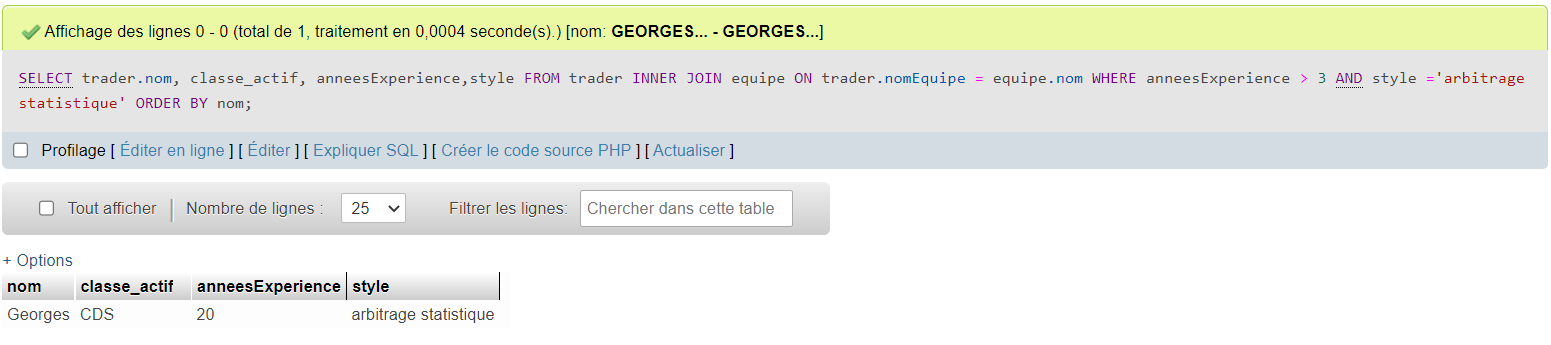 Affichage des lignes 0 - 0 (total de 1, traitement en 0,0004 seconde(s).) [nom: GEORGES... - GEORGES...]
SELECT trader.nom, classe_actif, anneesExperience,style FROM trader INNER JOIN equipe ON trader.nomEquipe = equipe.nom WHERE anneesExperience > 3 AND style ='arbitrage
statistique' ORDER BY nom;
Profilage [ Éditer en ligne ] [ Éditer ] [ Expliquer SQL ] [ Créer le code source PHP ] [ Actualiser ]
Tout afficher Nombre de lignes : 25 Filtrer les lignes: Chercher dans cette table
+ Options
nom classe_actif anneesExperience style
Georges CDS 20 arbitrage statistique